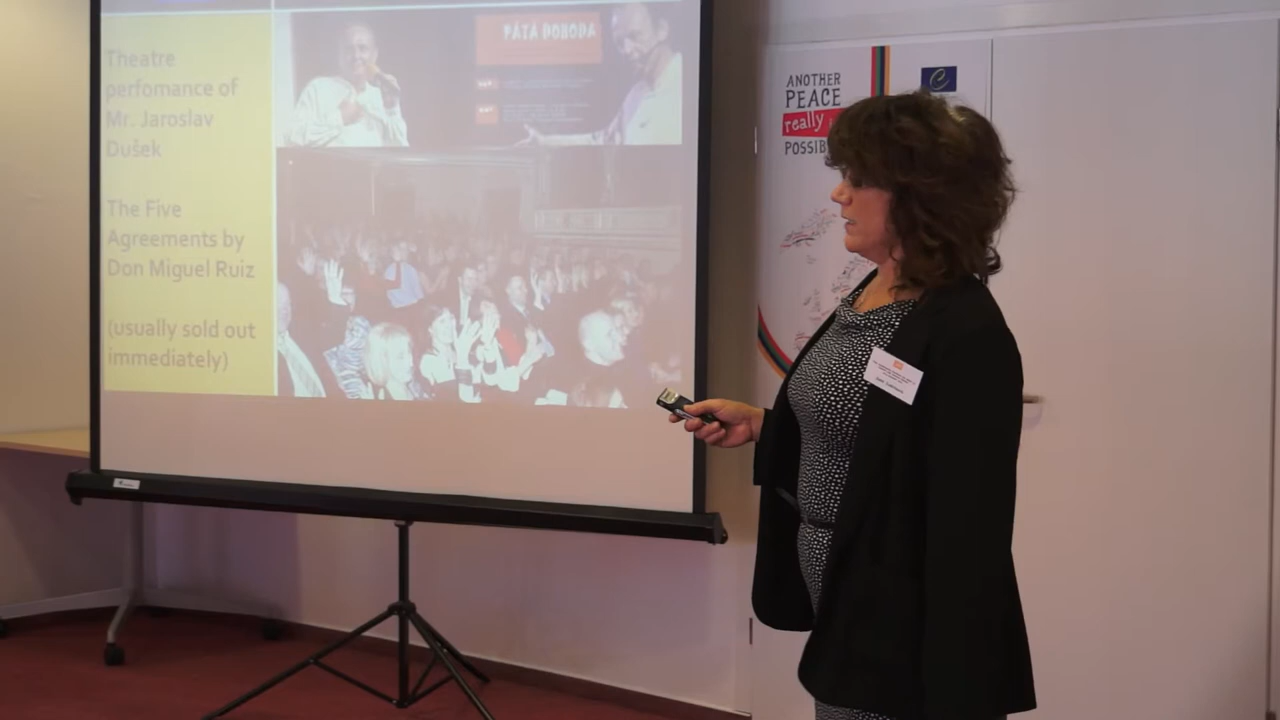 Theatre
perfomance of
Mr. Jaroslav
Dušek
The Five
Agreements by
Don Miguel Ruiz
(usually sold out
immediately)
PÁTÁ DOHODA
ANOTHER
PEACE
really